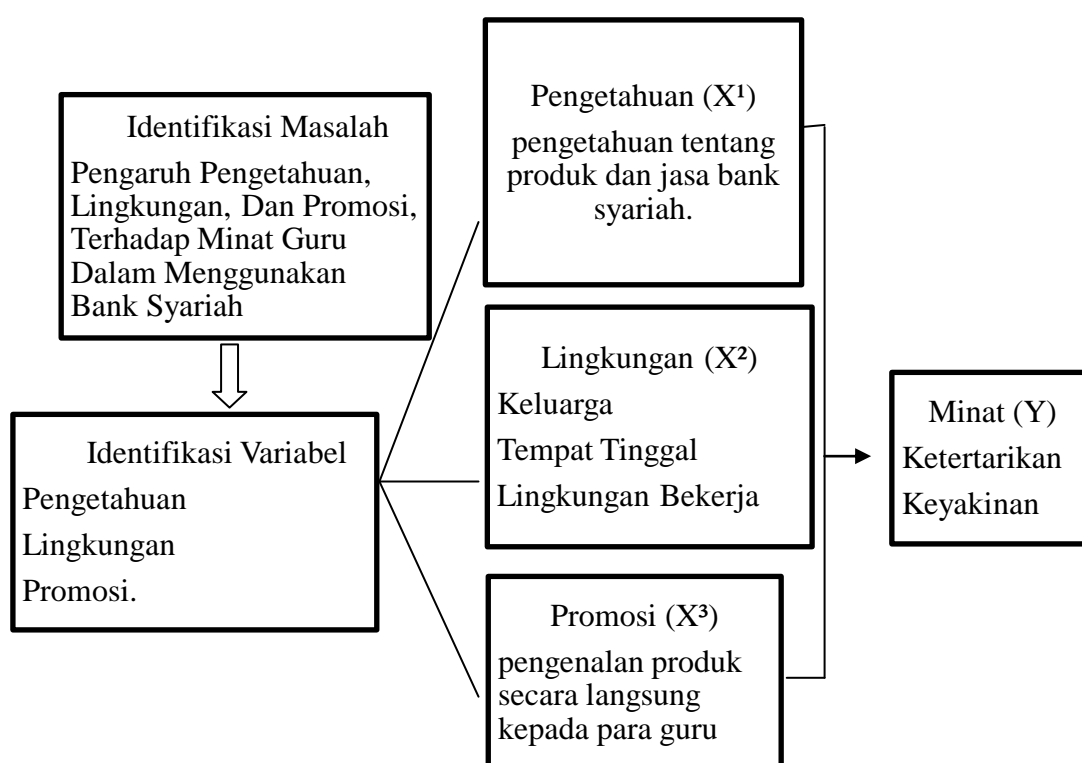 Identifikasi Masalah
Pengaruh Pengetahuan,
Lingkungan, Dan Promosi,
Terhadap Minat Guru
Dalam Menggunakan
Bank Syariah
Identifikasi Variabel
Pengetahuan
Lingkungan
Promosi.
Pengetahuan (X¹)
pengetahuan tentang
produk dan jasa bank
syariah.
Lingkungan (X²)
Keluarga
Tempat Tinggal
Lingkungan Bekerja
Promosi (X³)
pengenalan produk
secara langsung
kepada para guru
Minat (Y)
Ketertarikan
Keyakinan